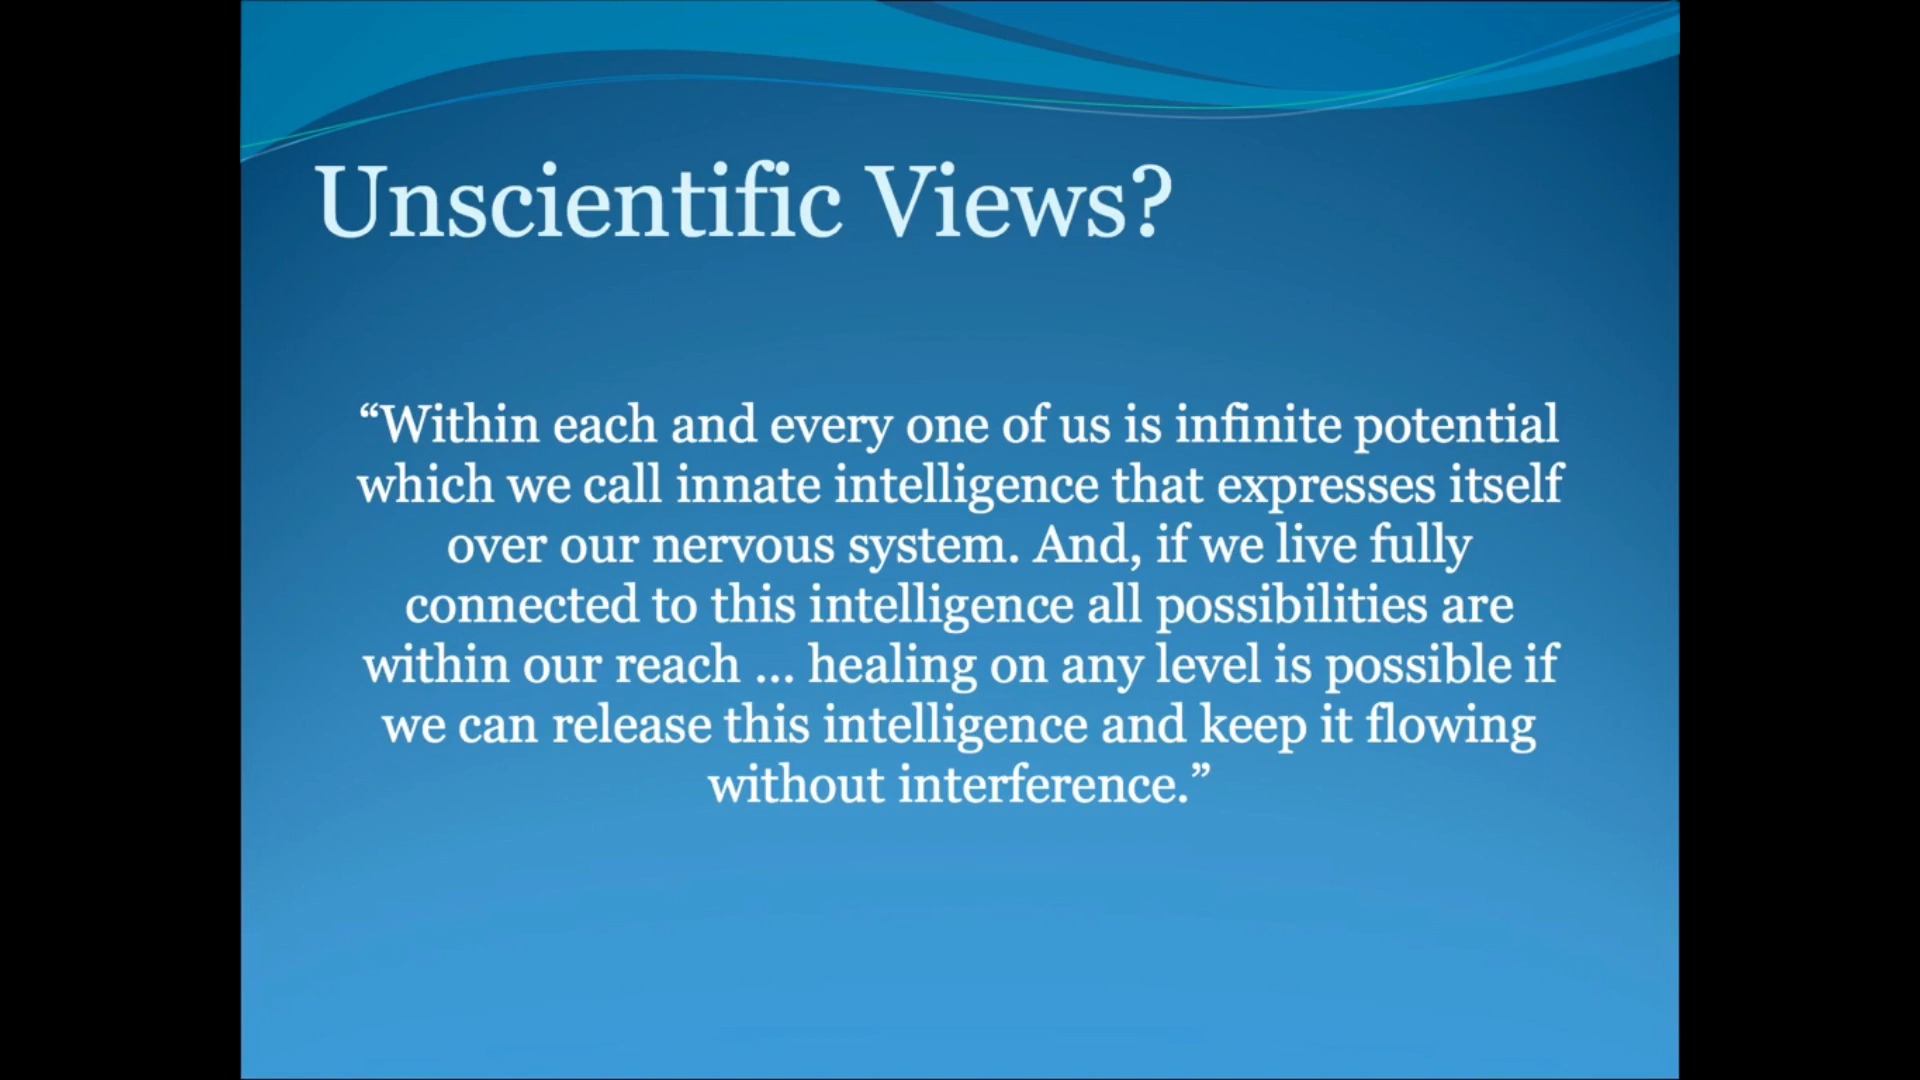 Unscientific Views?
“Within each and every one of us is infinite potential
which we call innate intelligence that expresses itself
over our nervous system. And, if we live fully
connected to this intelligence all possibilities are
within our reach ... healing on any level is possible if
we can release this intelligence and keep it flowing
without interference.”